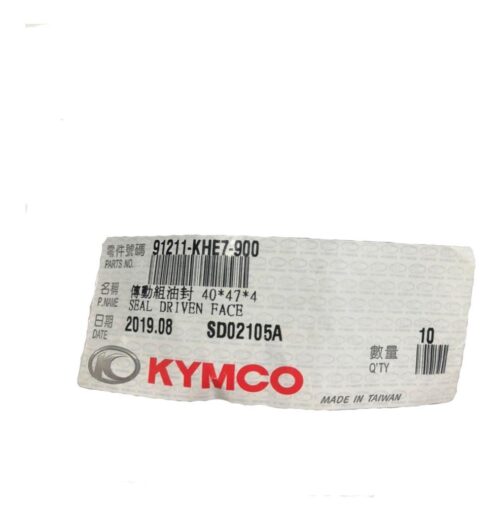 電件號碼 91211-KHE7-900
PARTS NO.
名稱 傳動組油封 40*47*4
P.NAME SEAL DRIVEN FACE
日期 2019.08 SD02105A 10
DATE
數量
Q'TY
KYMCO
MADE IN TAIWAN